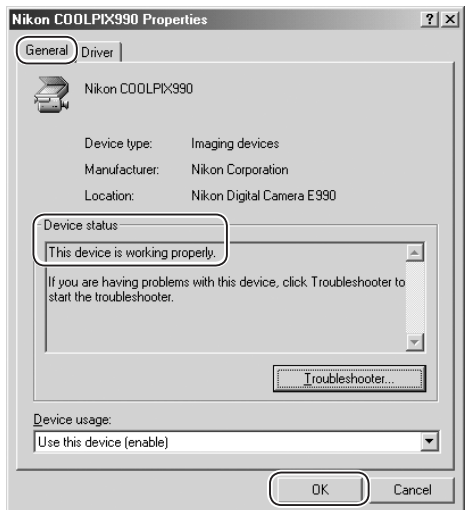 Nikon COOLPIX990 Properties
General Driver
Nikon COOLPIX990
Device type: Imaging devices
Manufacturer: Nikon Corporation
Location: Nikon Digital Camera E990
Device status
This device is working properly.
If you are having problems with this device, click Troubleshooter to
start the troubleshooter.
Troubleshooter...
Device usage:
Use this device (enable)
OK Cancel